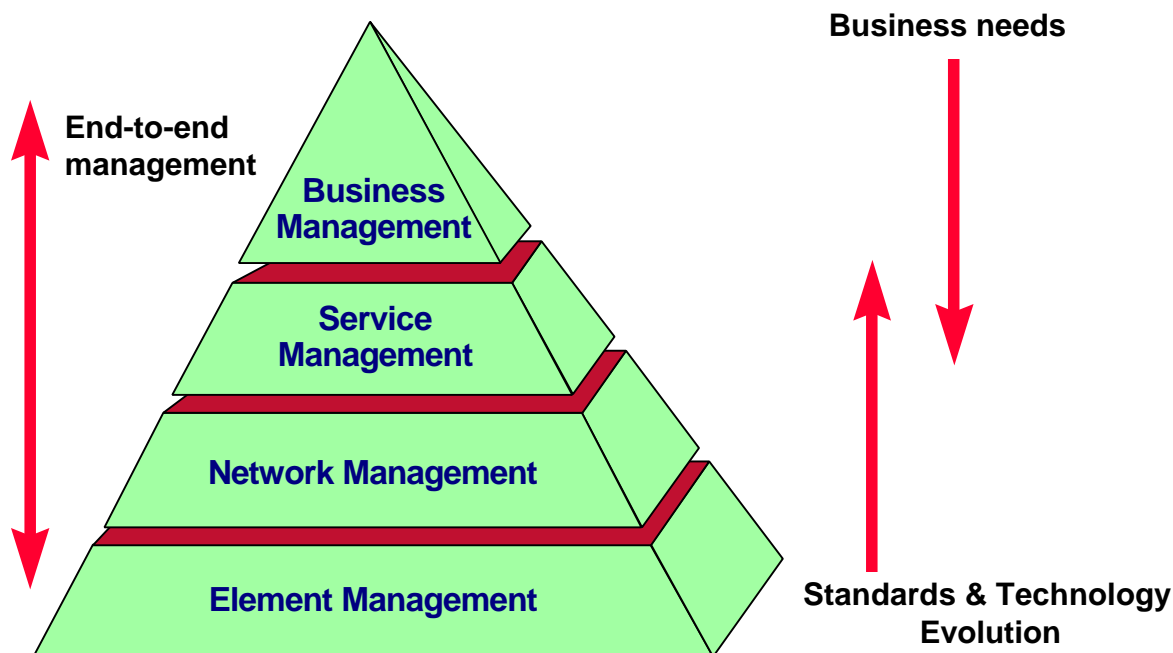 Business needs
End-to-end
management
Business
Management
Service
Management
Network Management
Element Management
Standards & Technology
Evolution